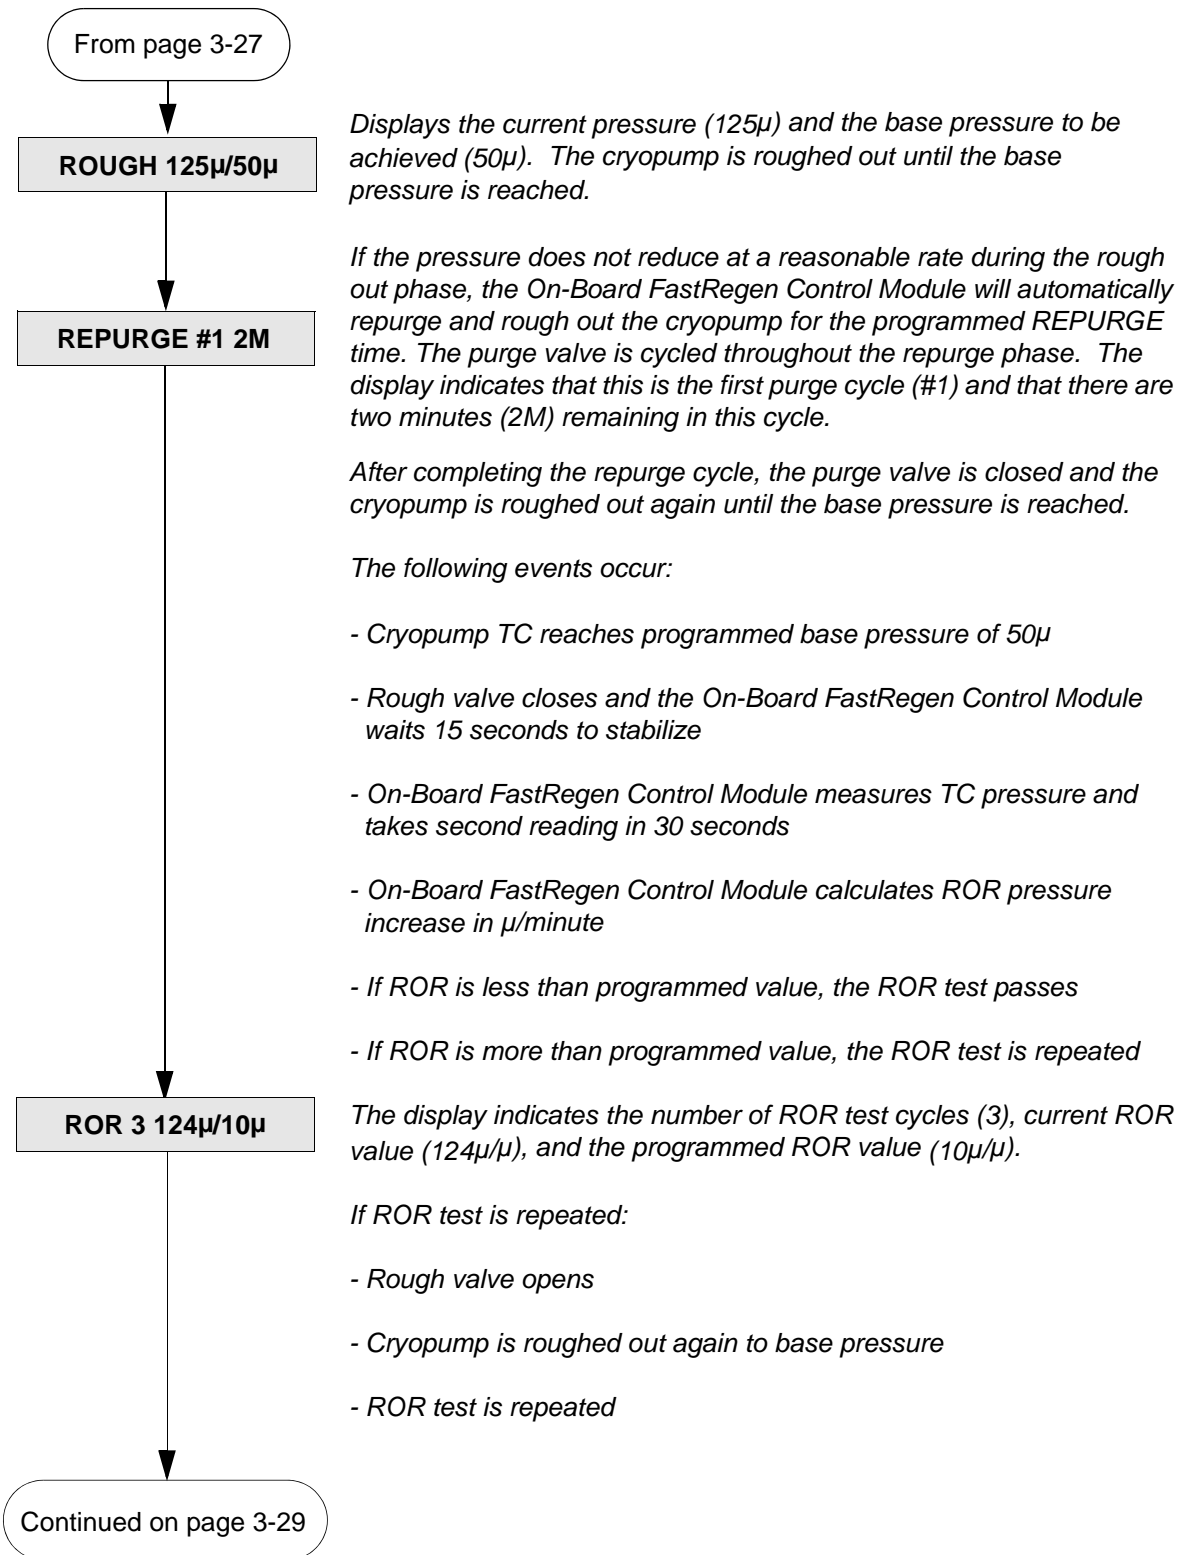 From page 3-27
ROUGH 125µ/50µ
Displays the current pressure (125µ) and the base pressure to be
achieved (50µ). The cryopump is roughed out until the base
pressure is reached.
If the pressure does not reduce at a reasonable rate during the rough
out phase, the On-Board FastRegen Control Module will automatically
repurge and rough out the cryopump for the programmed REPURGE
time. The purge valve is cycled throughout the repurge phase. The
display indicates that this is the first purge cycle (#1) and that there are
two minutes (2M) remaining in this cycle.
REPURGE #1 2M
After completing the repurge cycle, the purge valve is closed and the
cryopump is roughed out again until the base pressure is reached.
The following events occur:
- Cryopump TC reaches programmed base pressure of 50µ
- Rough valve closes and the On-Board FastRegen Control Module
waits 15 seconds to stabilize
- On-Board FastRegen Control Module measures TC pressure and
takes second reading in 30 seconds
- On-Board FastRegen Control Module calculates ROR pressure
increase in µ/minute
- If ROR is less than programmed value, the ROR test passes
- If ROR is more than programmed value, the ROR test is repeated
ROR 3 124µ/10µ
The display indicates the number of ROR test cycles (3), current ROR
value (124µ/µ), and the programmed ROR value (10µ/µ).
If ROR test is repeated:
- Rough valve opens
- Cryopump is roughed out again to base pressure
- ROR test is repeated
Continued on page 3-29